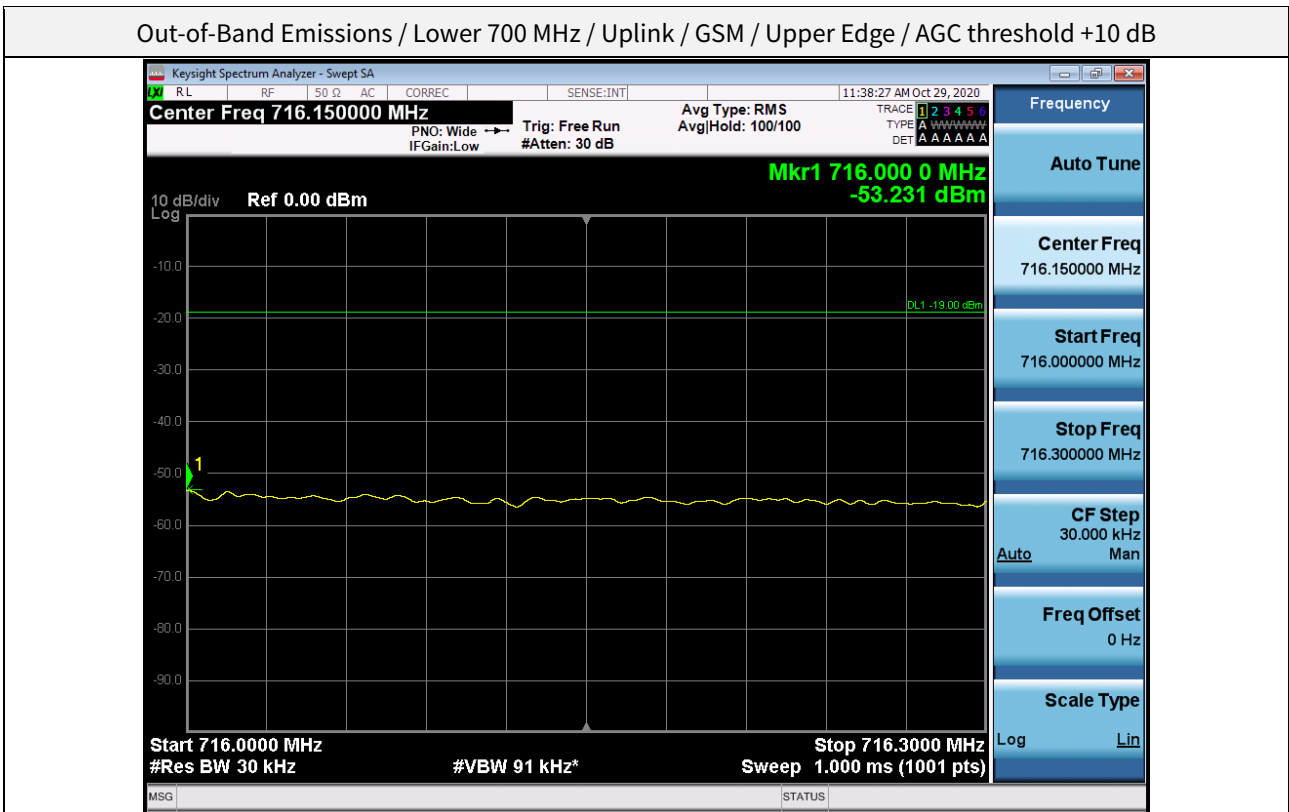 Out-of-Band Emissions / Lower 700 MHz / Uplink / GSM / Upper Edge / AGC threshold +10 dB
Keysight Spectrum Analyzer - Swept SA
LXI RL RF 50 Ω AC CORREC SENSE:INT 11:38:27 AM Oct 29, 2020
Center Freq 716.150000 MHz
PNO: Wide
IFGain:Low
Trig: Free Run
#Atten: 30 dB
Avg Type: RMS
Avg|Hold: 100/100
TRACE 1 2 3 4 5 6
TYPE A WWWWW
DET A A A A A A
Mkr1 716.000 0 MHz
-53.231 dBm
10 dB/div Ref 0.00 dBm
Log
-10.0
DL1 -19.00 dBm
-20.0
-30.0
-40.0
1
-50.0
-60.0
-70.0
-80.0
-90.0
Start 716.0000 MHz Stop 716.3000 MHz
#Res BW 30 kHz #VBW 91 kHz* Sweep 1.000 ms (1001 pts)
MSG STATUS
Frequency
Auto Tune
Center Freq
716.150000 MHz
Start Freq
716.000000 MHz
Stop Freq
716.300000 MHz
CF Step
30.000 kHz
Auto Man
Freq Offset
0 Hz
Scale Type
Log Lin